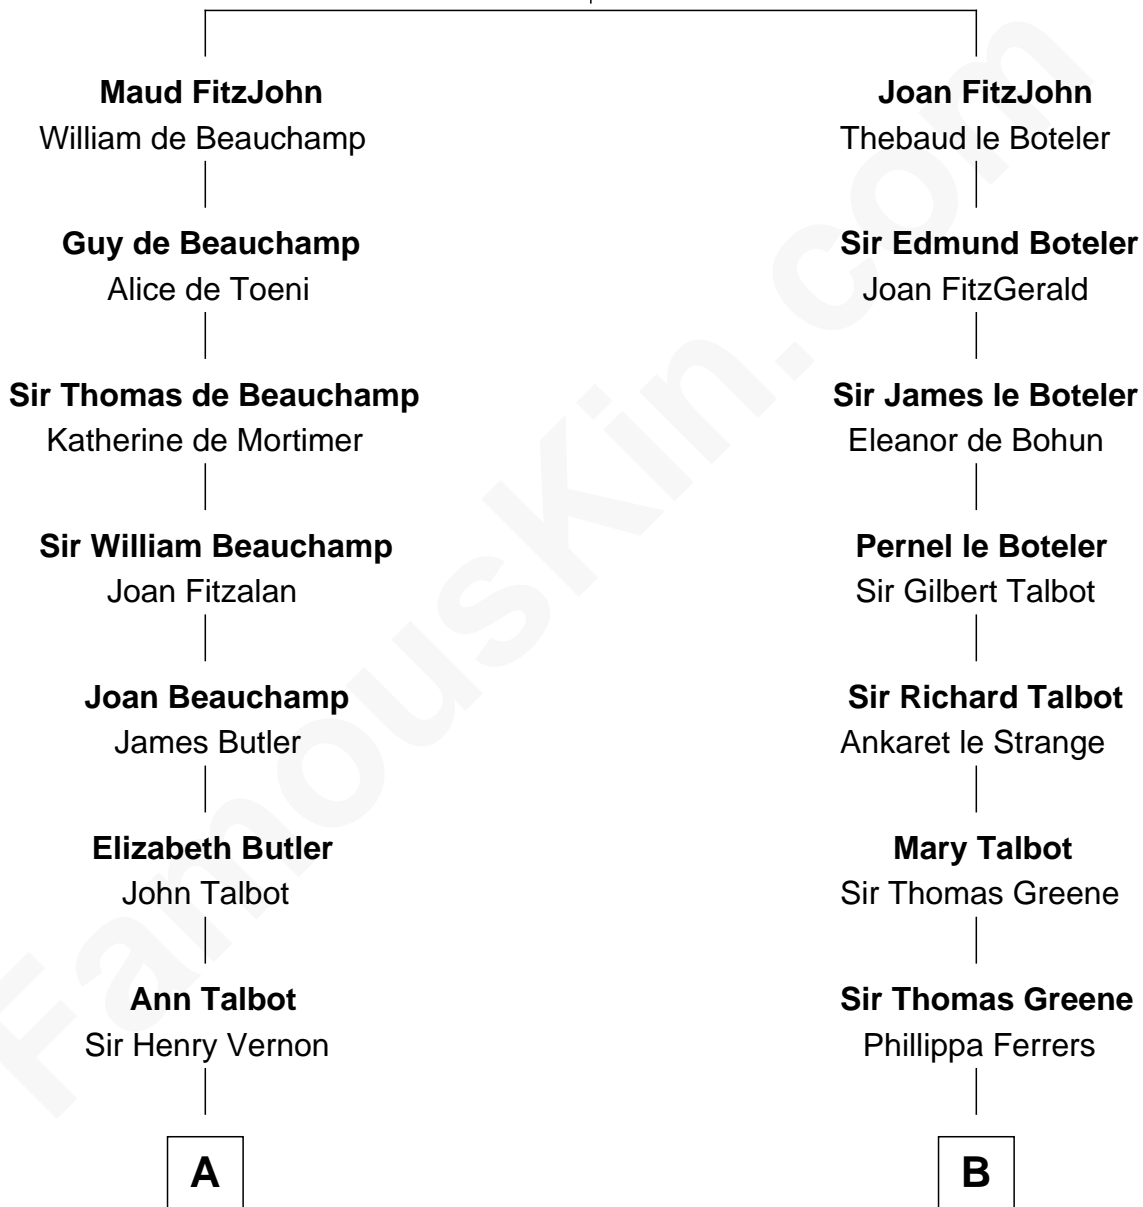 Maud FitzJohn
William de Beauchamp
Guy de Beauchamp
Alice de Toeni
Sir Thomas de Beauchamp
Katherine de Mortimer
Sir William Beauchamp
Joan Fitzalan
Joan Beauchamp
James Butler
Elizabeth Butler
John Talbot
Ann Talbot
Sir Henry Vernon
A
Joan FitzJohn
Thebaud le Boteler
Sir Edmund Boteler
Joan FitzGerald
Sir James le Boteler
Eleanor de Bohun
Pernel le Boteler
Sir Gilbert Talbot
Sir Richard Talbot
Ankaret le Strange
Mary Talbot
Sir Thomas Greene
Sir Thomas Greene
Phillippa Ferrers
B
FamousKin.com